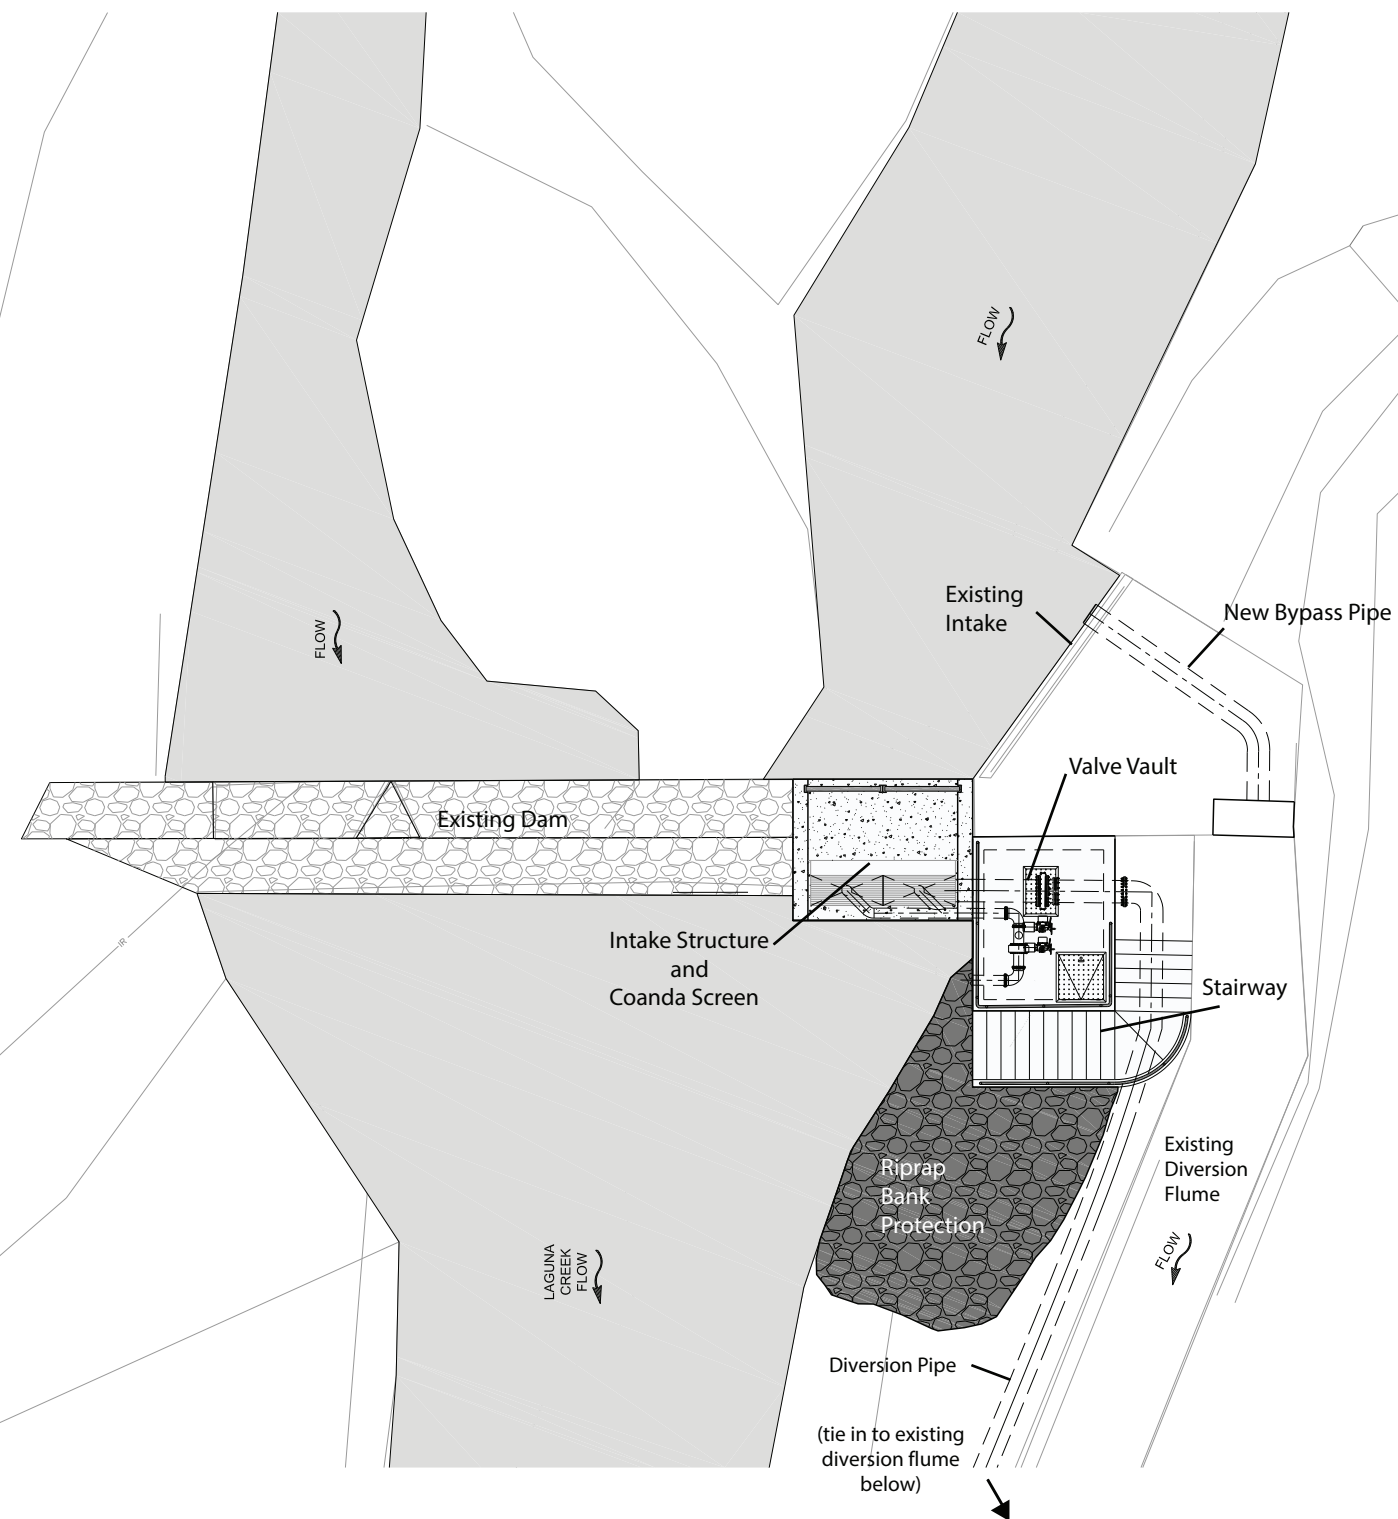 FLOW
Existing
Intake
New Bypass Pipe
FLOW
Valve Vault
Existing Dam
Intake Structure
and
Coanda Screen
IR
Stairway
Existing
Diversion
Flume
Riprap
Bank
Protection
FLOW
LAGUNA
CREEK
FLOW
Diversion Pipe
(tie in to existing
diversion flume
below)